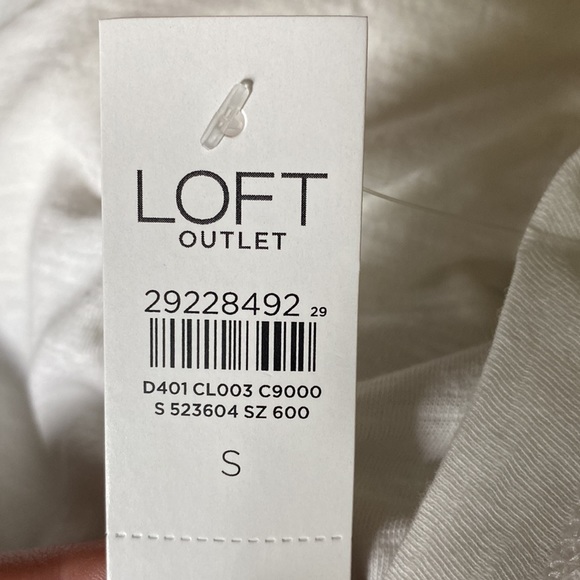 LOFT
OUTLET
29228492 29
D401 CL003 C9000
S 523604 SZ 600
S